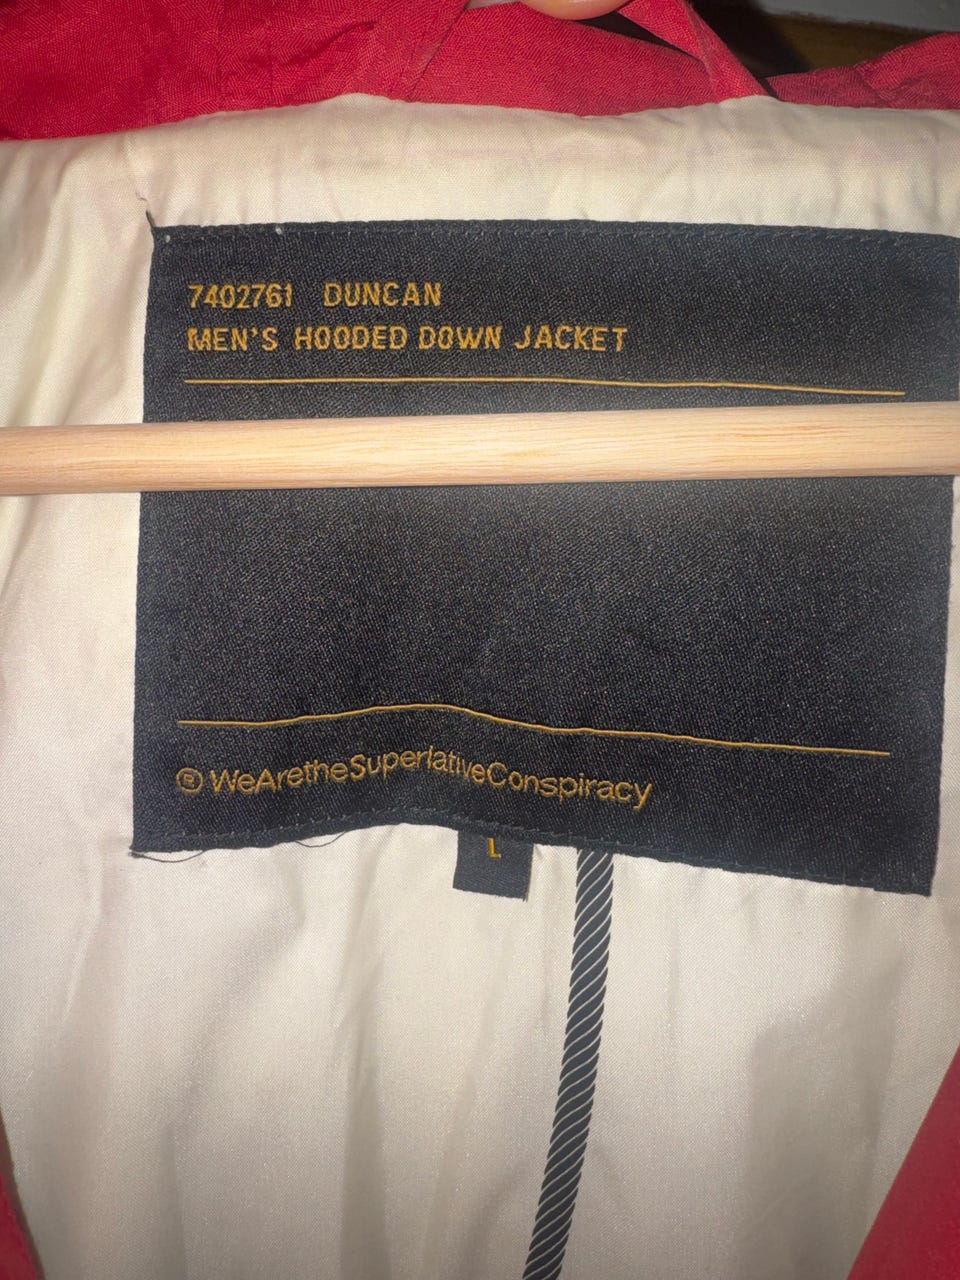 7402761 DUNCAN
MEN'S HOODED DOWN JACKET
® WeAretheSuperlativeConspiracy
L